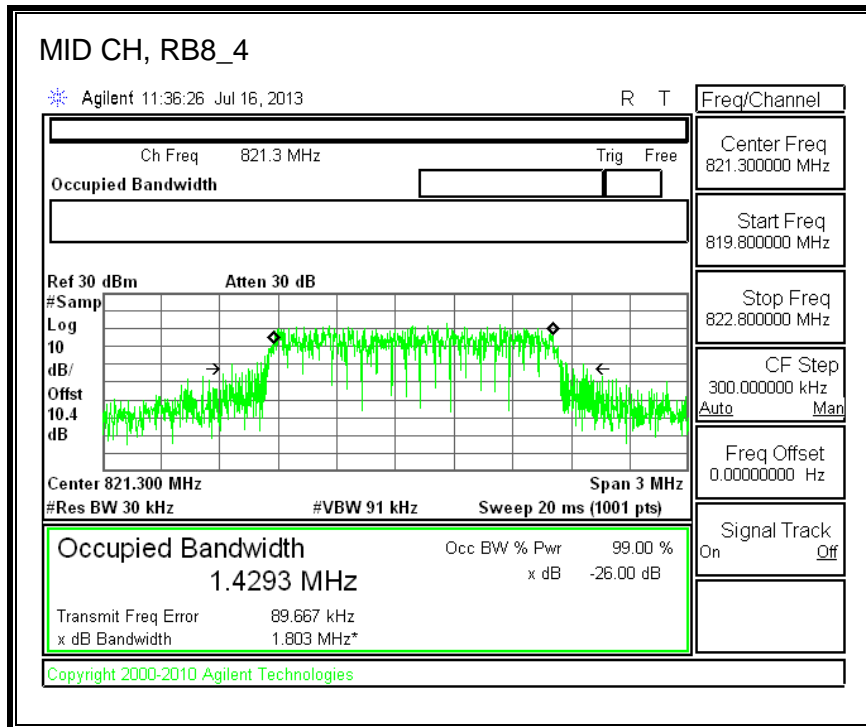 MID CH, RB8_4
Agilent 11:36:26 Jul 16, 2013 R T
Freq/Channel
Ch Freq 821.3 MHz Trig Free
Occupied Bandwidth
Center Freq
821.300000 MHz
Start Freq
819.800000 MHz
Stop Freq
822.800000 MHz
CF Step
300.000000 kHz
Auto Man
Freq Offset
0.00000000 Hz
Signal Track
On Off
Ref 30 dBm Atten 30 dB
#Samp
Log
10
dB/
Offst
10.4
dB
Center 821.300 MHz Span 3 MHz
#Res BW 30 kHz #VBW 91 kHz Sweep 20 ms (1001 pts)
Occupied Bandwidth
1.4293 MHz
Occ BW % Pwr 99.00 %
x dB -26.00 dB
Transmit Freq Error 89.667 kHz
x dB Bandwidth 1.803 MHz*
Copyright 2000-2010 Agilent Technologies